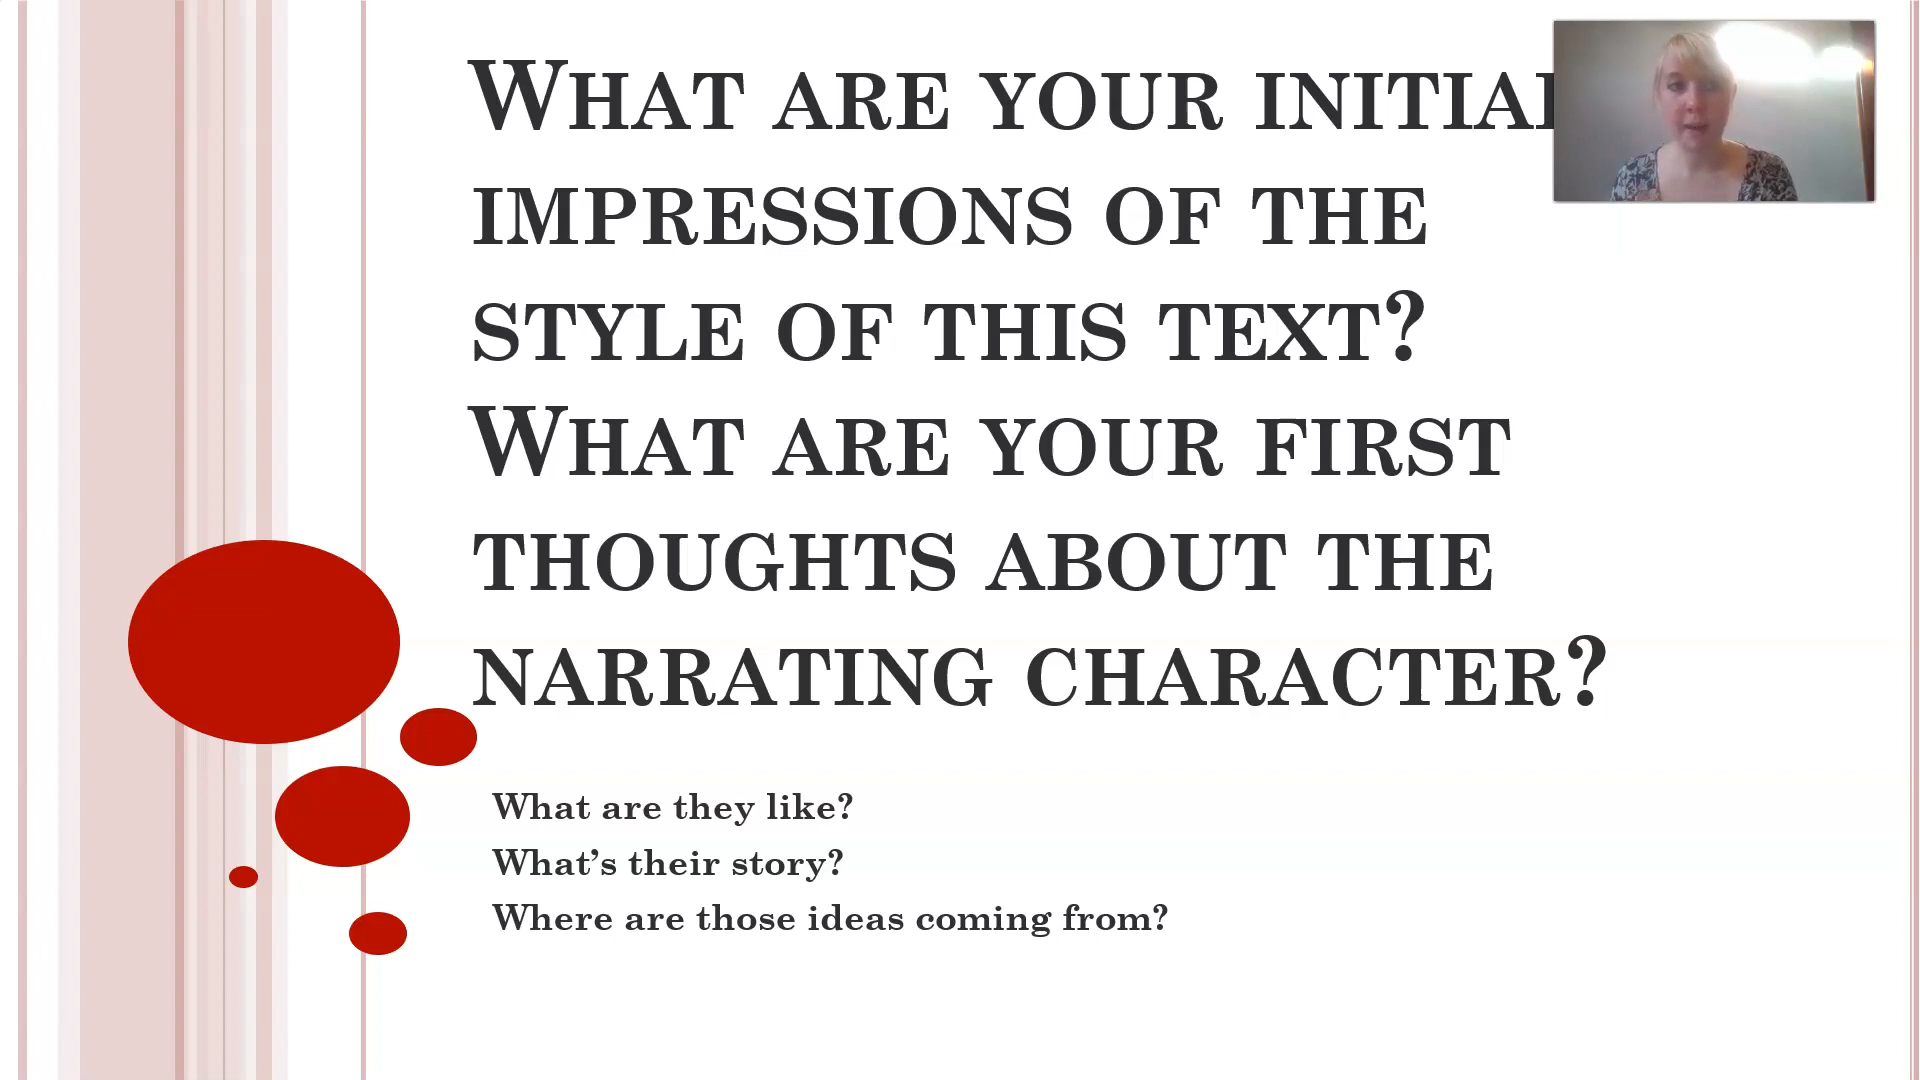 What are your initial
impressions of the
style of this text?
What are your first
thoughts about the
narrating character?
What are they like?
What’s their story?
Where are those ideas coming from?